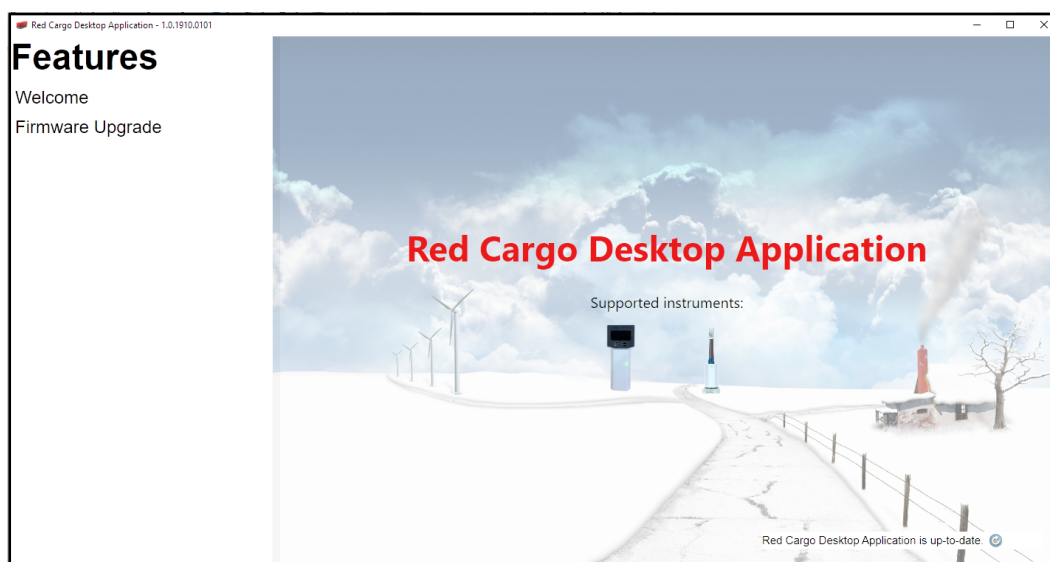 Red Cargo Desktop Application - 1.0.1910.0101
Features
Welcome
Firmware Upgrade
Red Cargo Desktop Application
Supported instruments:
Red Cargo Desktop Application is up-to-date.